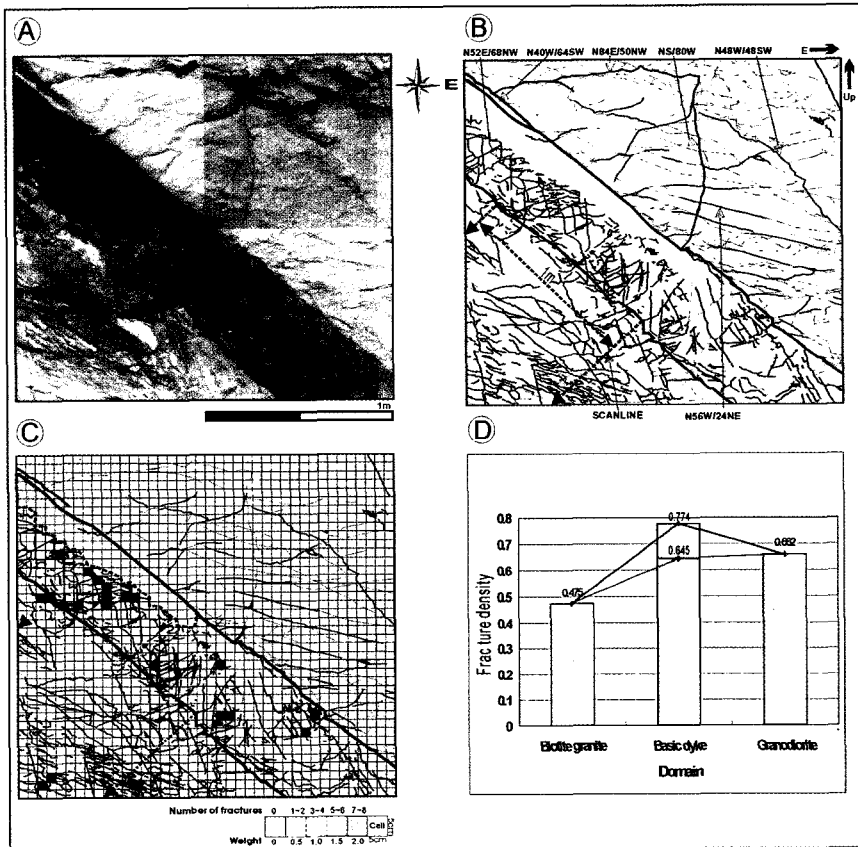 A
E
1m
B
N52E/68NW N40W/64SW N84E/50NW NS/80W N48W/48SW E
Up
1m
SCANLINE N56W/24NE
C
Number of fractures 0 1~2 3~4 5~6 7~8
Cell 5cm
Weight 0 0.5 1.0 1.5 2.0 5cm
D
Fracture density
0.8
0.7
0.6
0.5
0.4
0.3
0.2
0.1
0
0.475
0.774
0.645
0.662
Biotite granite Basic dyke Granodiorite
Domain